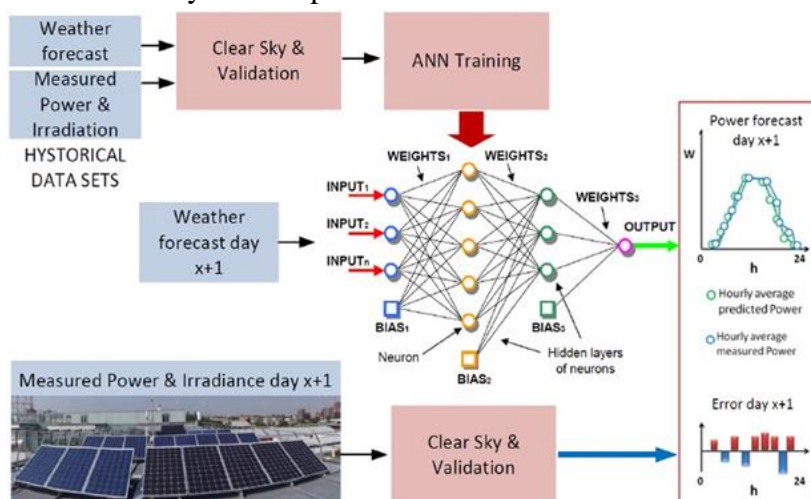 Weather
forecast
Measured
Power &
Irradiation
HYSTORICAL
DATA SETS
Clear Sky &
Validation
ANN Training
Weather
forecast day
x+1
WEIGHTS₁
WEIGHTS₂
WEIGHTS₃
INPUT₁
INPUT₂
INPUTₙ
BIAS₁
BIAS₂
BIAS₃
Neuron
Hidden layers
of neurons
OUTPUT
Power forecast
day x+1
W
24
h
Hourly average
predicted Power
Hourly average
measured Power
Measured Power & Irradiance day x+1
Clear Sky &
Validation
Error day x+1
24
h